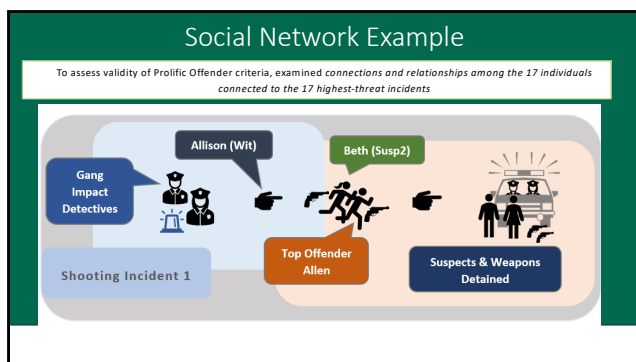 Social Network Example
To assess validity of Prolific Offender criteria, examined connections and relationships among the 17 individuals
connected to the 17 highest-threat incidents
Allison (Wit)
Beth (Susp2)
Gang
Impact
Detectives
Top Offender
Allen
Suspects & Weapons
Detained
Shooting Incident 1